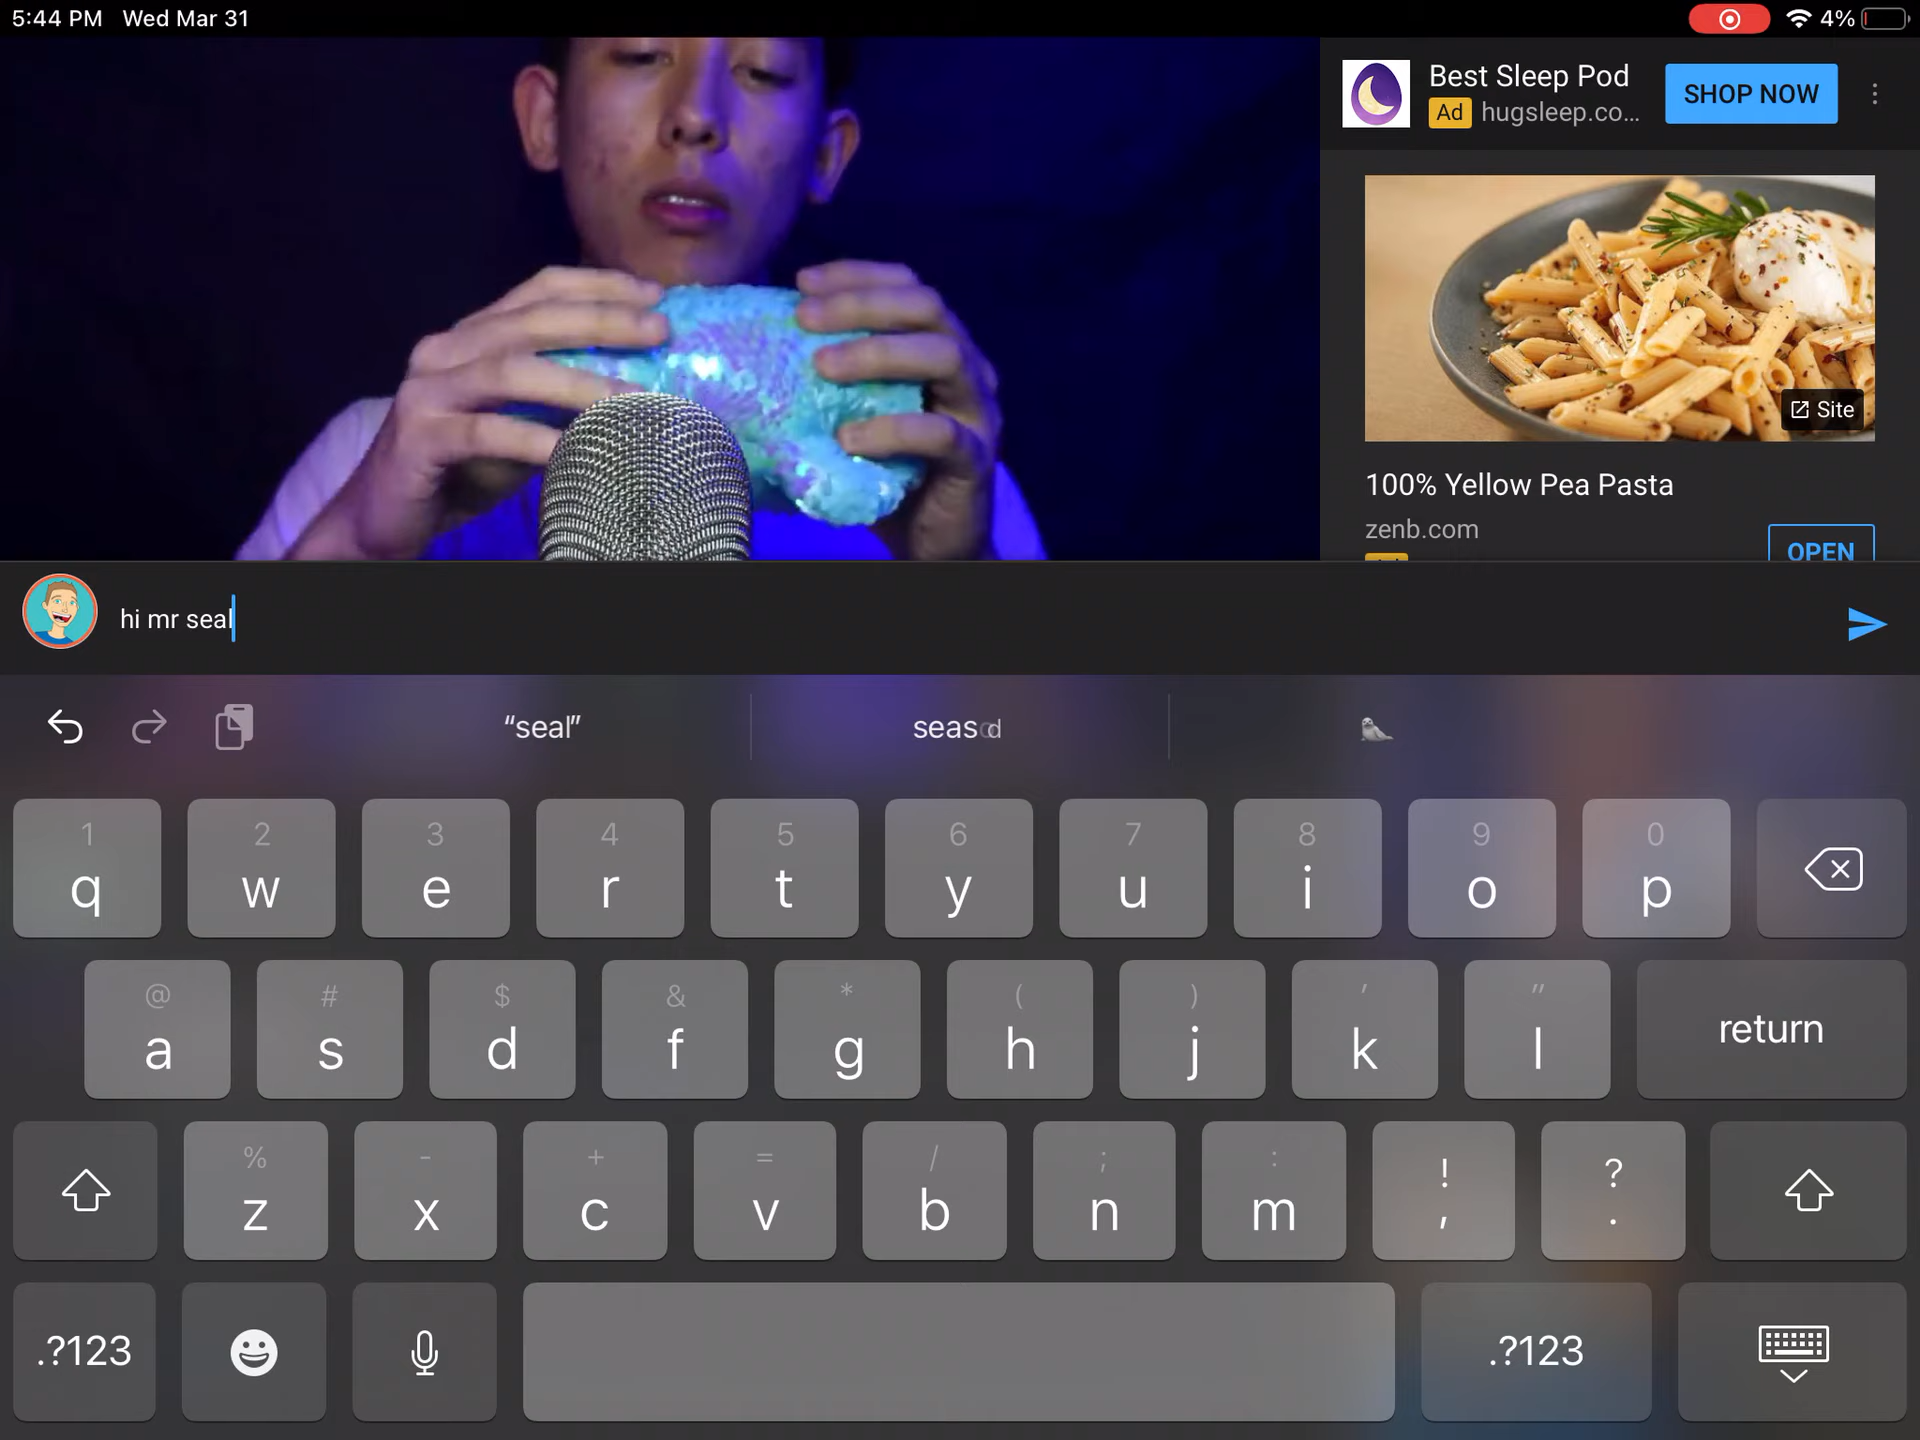 5:44 PM Wed Mar 31
4%
Best Sleep Pod
Ad hugsleep.co...
SHOP NOW
Site
100% Yellow Pea Pasta
zenb.com
OPEN
hi mr seal
“seal”
1 2 3 4 5 6 7 8 9 0
q w e r t y u i o p
@ # $ & * ( ) ' "
a s d f g h j k l
return
% - + = / ; : ! ?
z x c v b n m , .
.?123
.?123